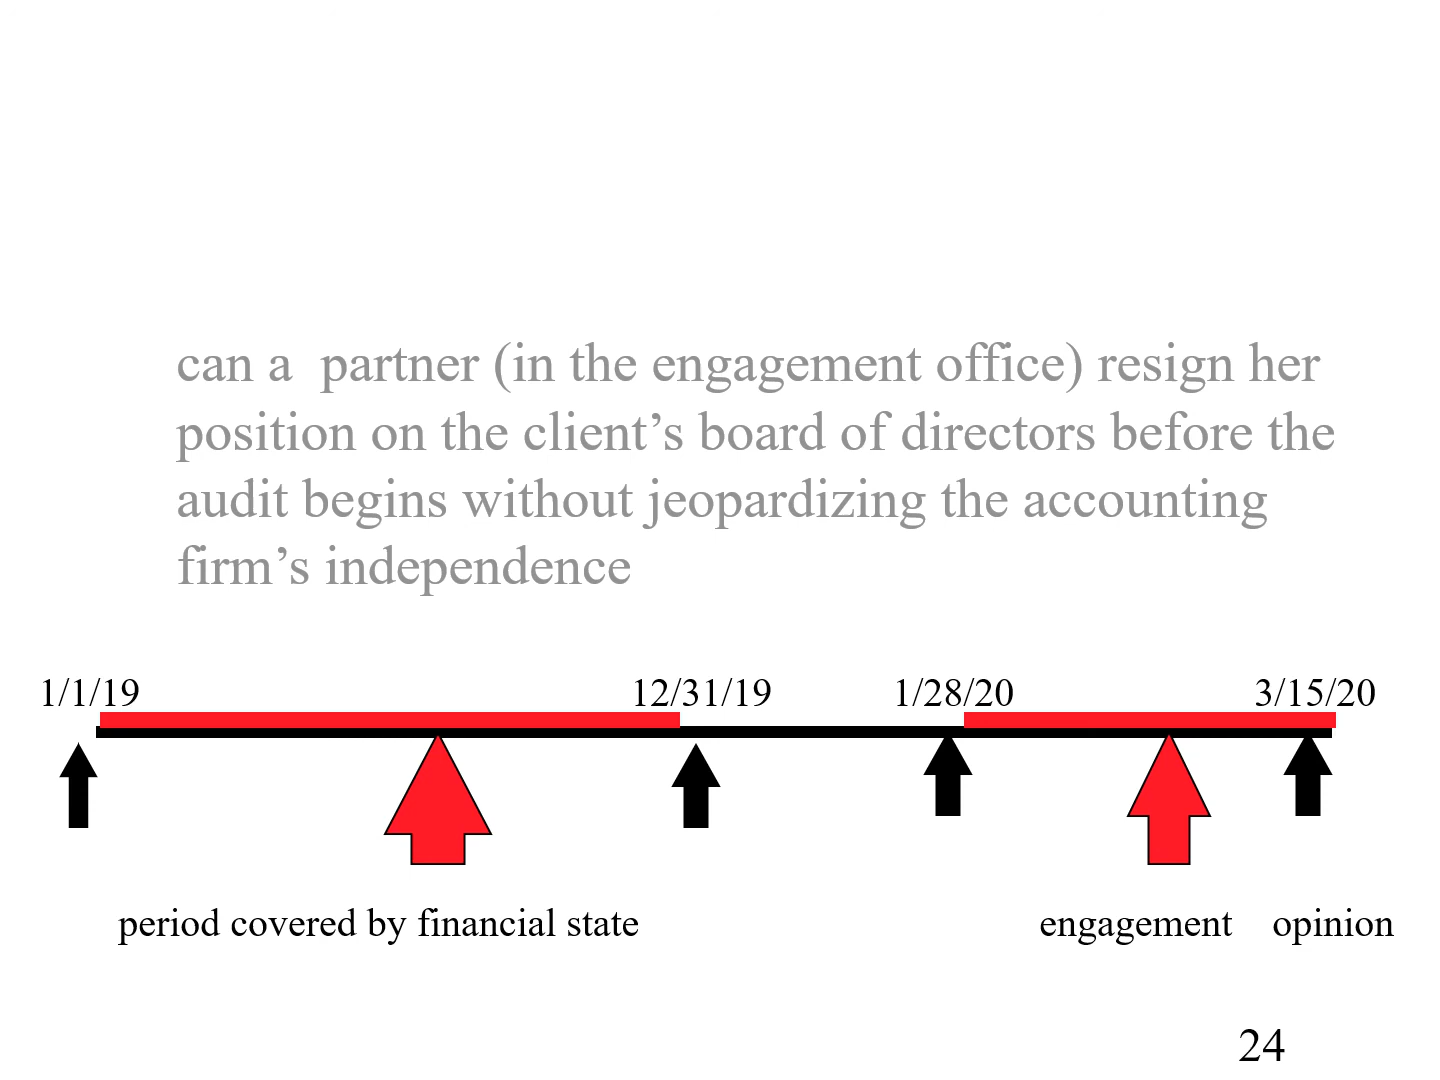 can a  partner (in the engagement office) resign her
position on the client’s board of directors before the
audit begins without jeopardizing the accounting
firm’s independence
1/1/19 12/31/19 1/28/20 3/15/20
period covered by financial state engagement opinion
24